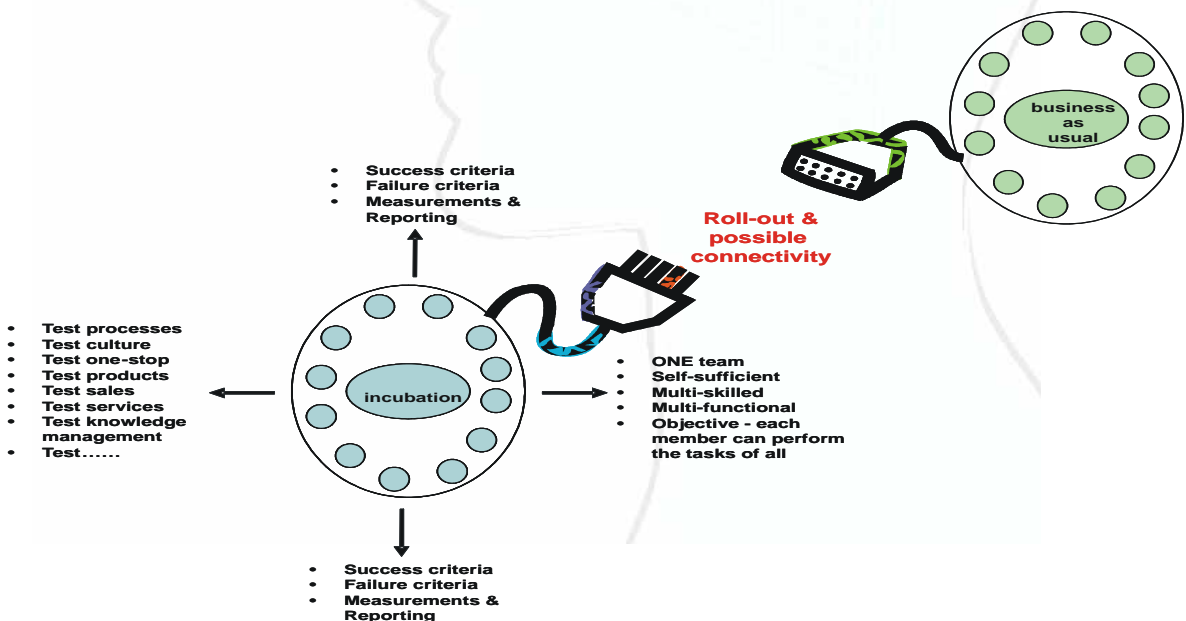 business
as
usual
• Success criteria
• Failure criteria
• Measurements &
Reporting
Roll-out &
possible
connectivity
• Test processes
• Test culture
• Test one-stop
• Test products
• Test sales
• Test services
• Test knowledge
management
• Test......
incubation
• ONE team
• Self-sufficient
• Multi-skilled
• Multi-functional
• Objective - each
member can perform
the tasks of all
• Success criteria
• Failure criteria
• Measurements &
Reporting